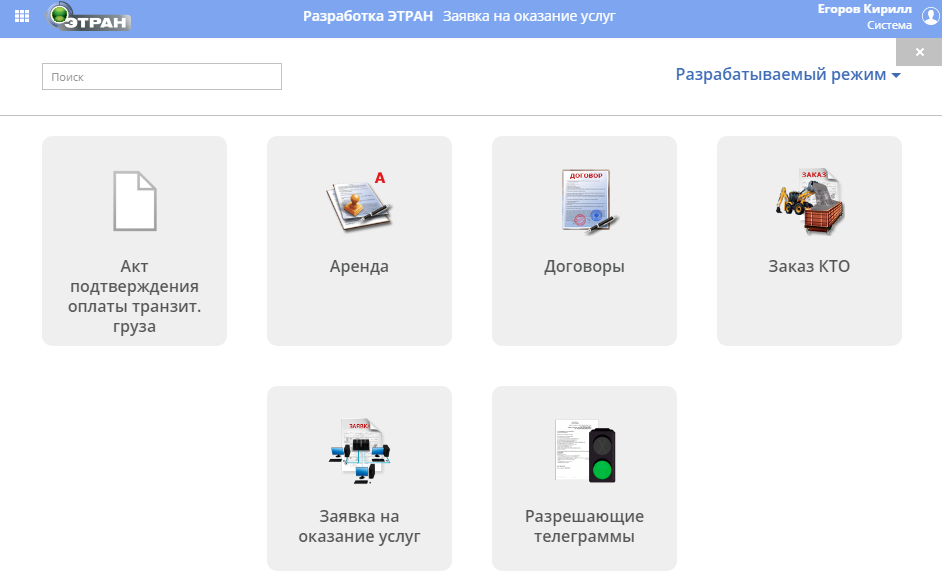 ЭТРАН
Разработка ЭТРАН Заявка на оказание услуг
Егоров Кирилл
Система
×
Поиск
Разрабатываемый режим
А
ДОГОВОР
ЗАКАЗ
Акт
подтверждения
оплаты транзит.
груза
Аренда
Договоры
Заказ КТО
ЗАЯВКА
Заявка на
оказание услуг
Разрешающие
телеграммы